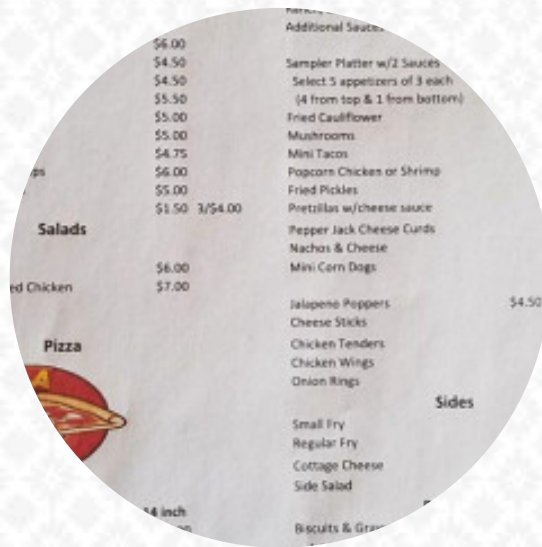 $6.00
$4.50
$4.50
$5.50
$5.00
$5.00
$4.75
$6.00
$5.00
$1.50 3/$4.00
Salads
$6.00
ed Chicken $7.00
Pizza
A
14 inch
Additional Sauces
Sampler Platter w/2 Sauces
Select 5 appetizers of 3 each
(4 from top & 1 from bottom)
Fried Cauliflower
Mushrooms
Mini Tacos
Popcorn Chicken or Shrimp
Fried Pickles
Pretzillas w/cheese sauce
Pepper Jack Cheese Curds
Nachos & Cheese
Mini Corn Dogs
Jalapeno Poppers $4.50
Cheese Sticks
Chicken Tenders
Chicken Wings
Onion Rings
Sides
Small Fry
Regular Fry
Cottage Cheese
Side Salad
Biscuits &